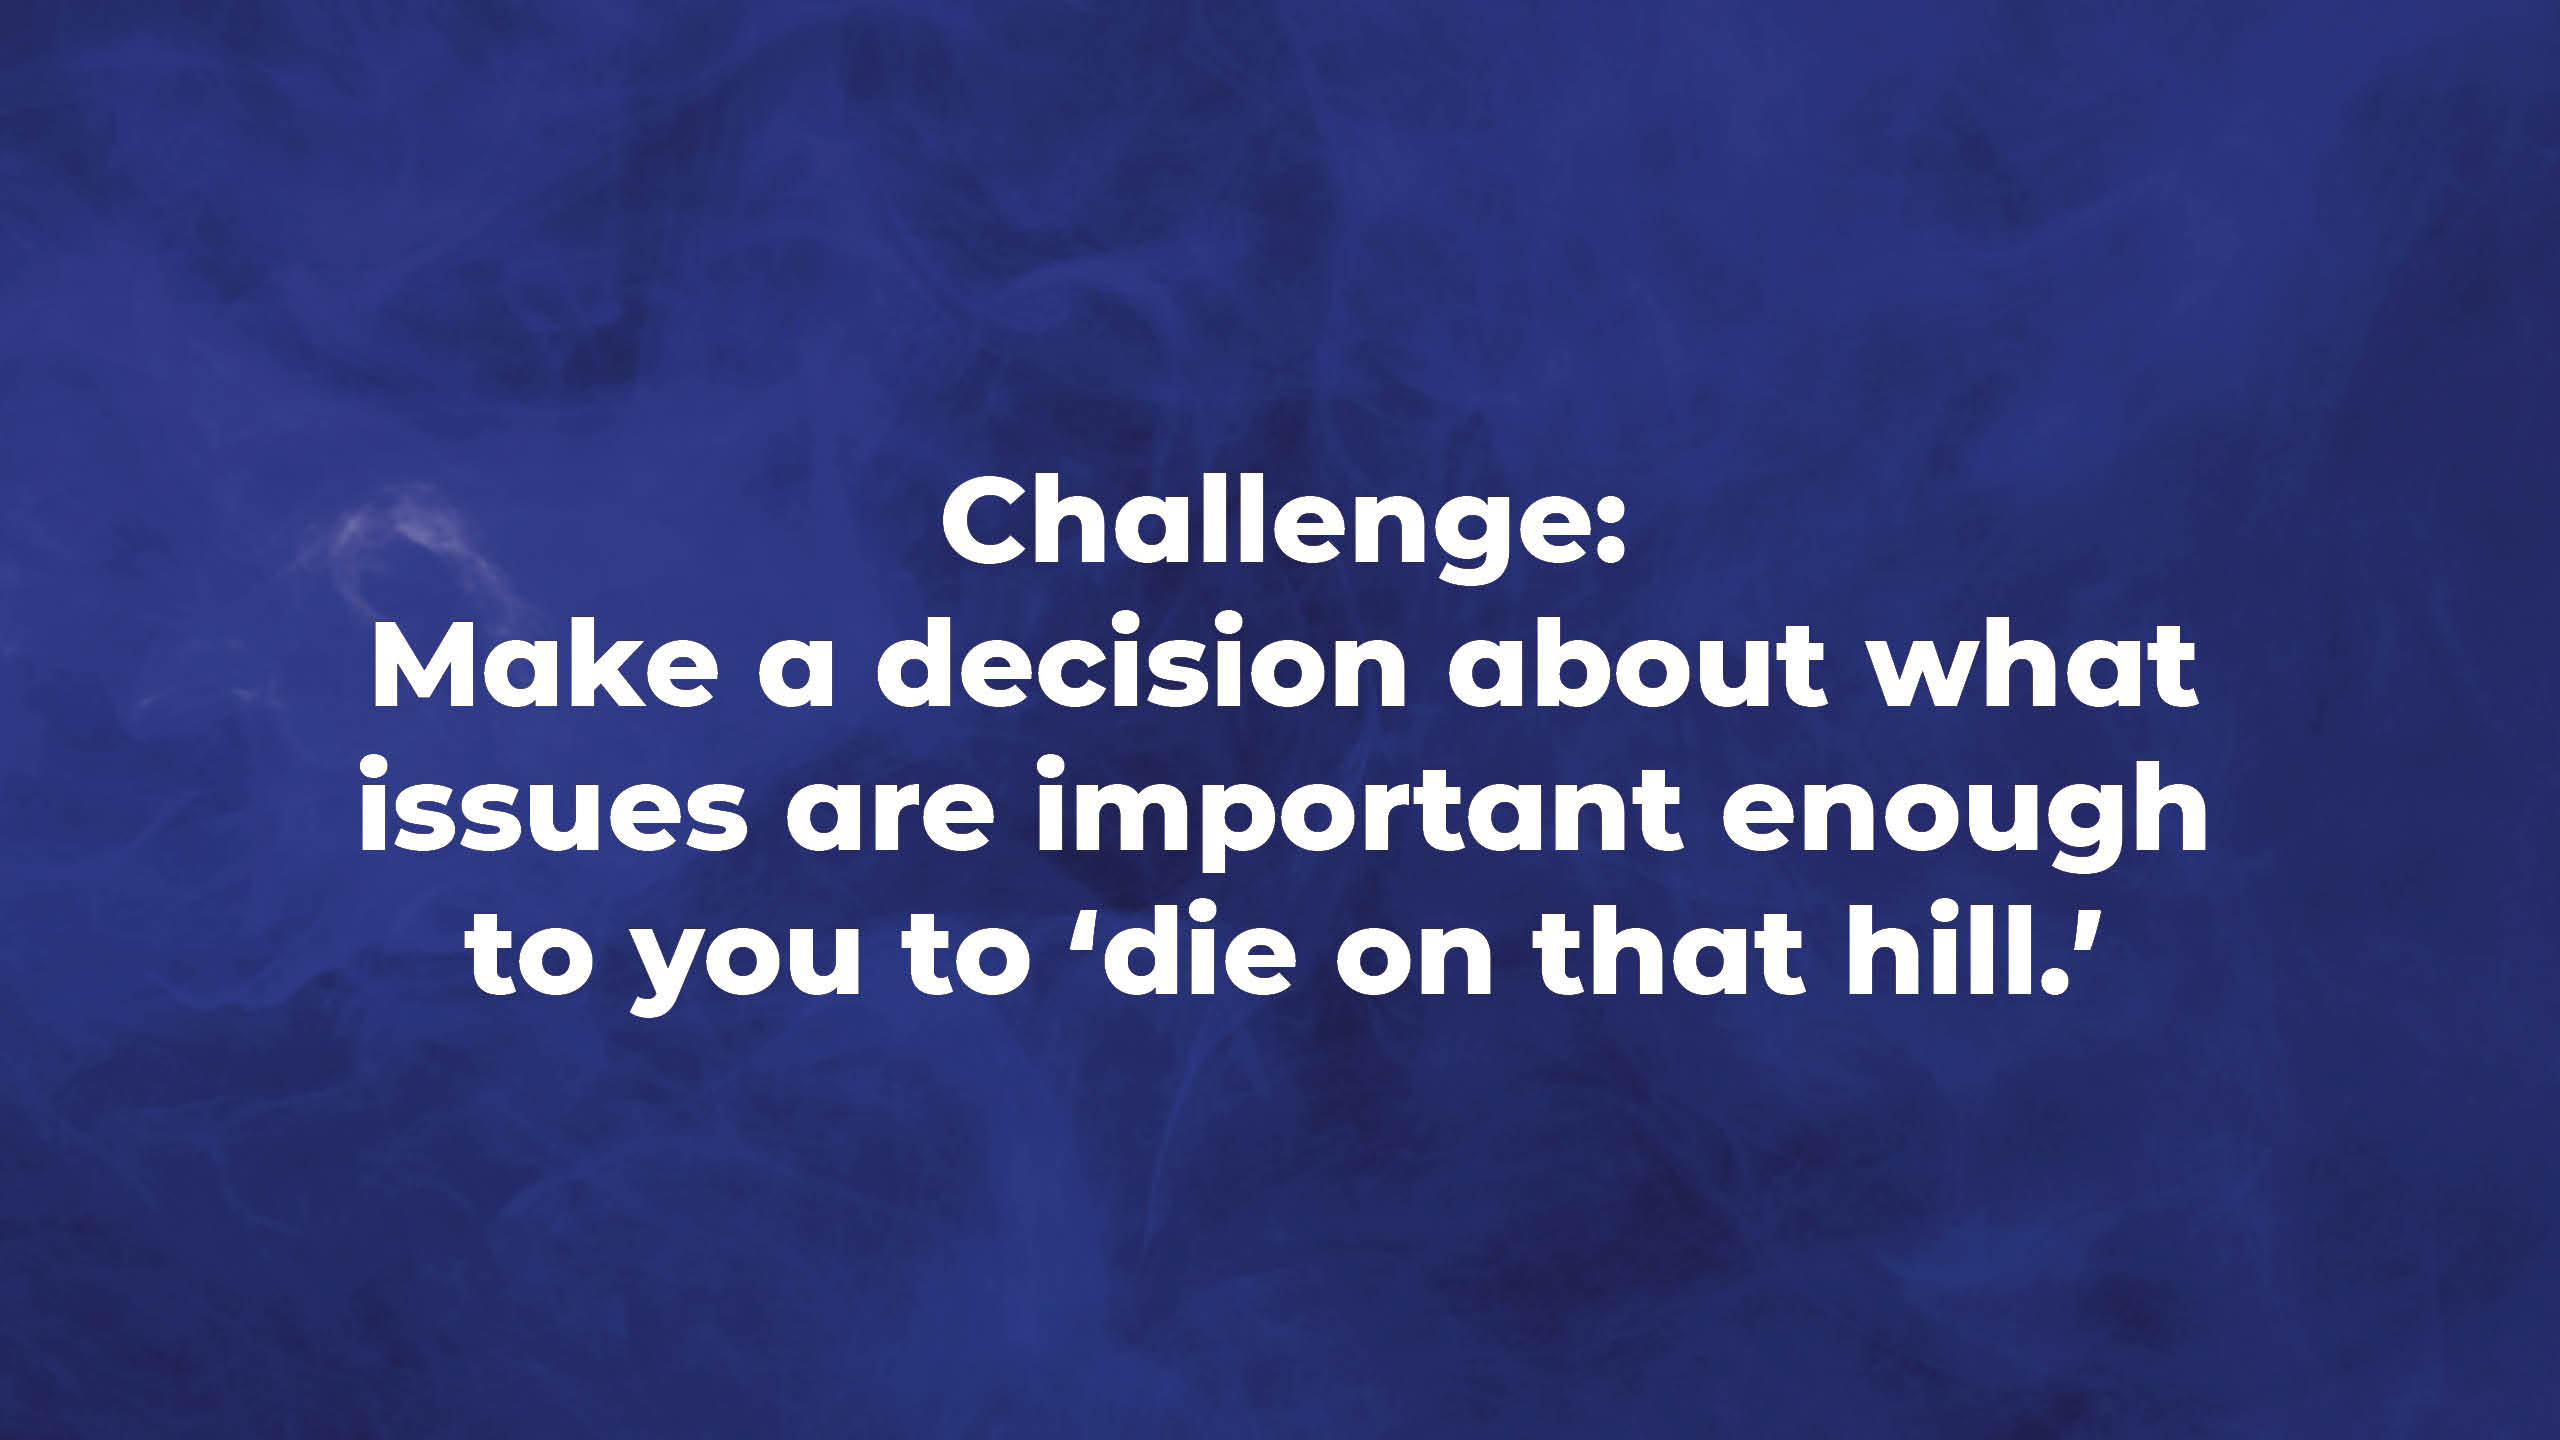 Challenge:
Make a decision about what
issues are important enough
to you to ‘die on that hill.’